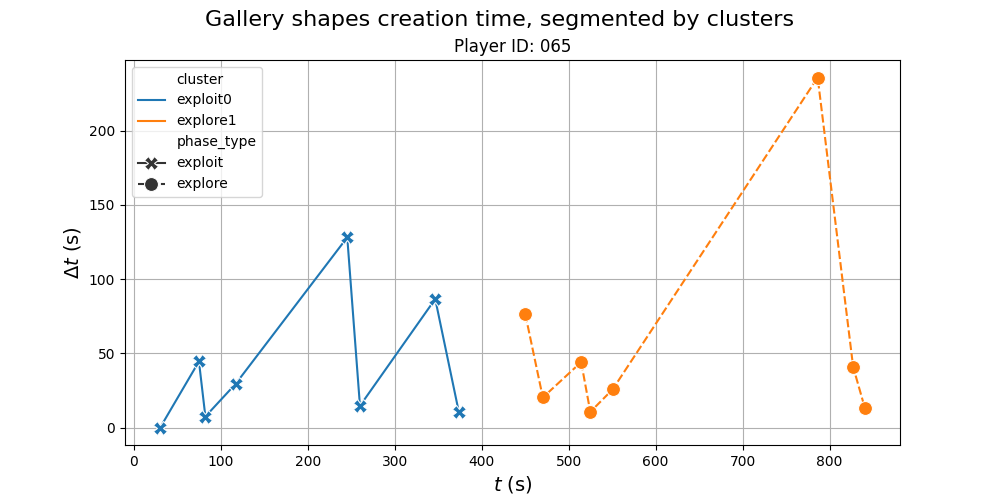 Gallery shapes creation time, segmented by clusters
Player ID: 065
cluster
exploit0
explore1
phase_type
exploit
explore
Δt (s)
200
150
100
50
0
0 100 200 300 400 500 600 700 800
t (s)